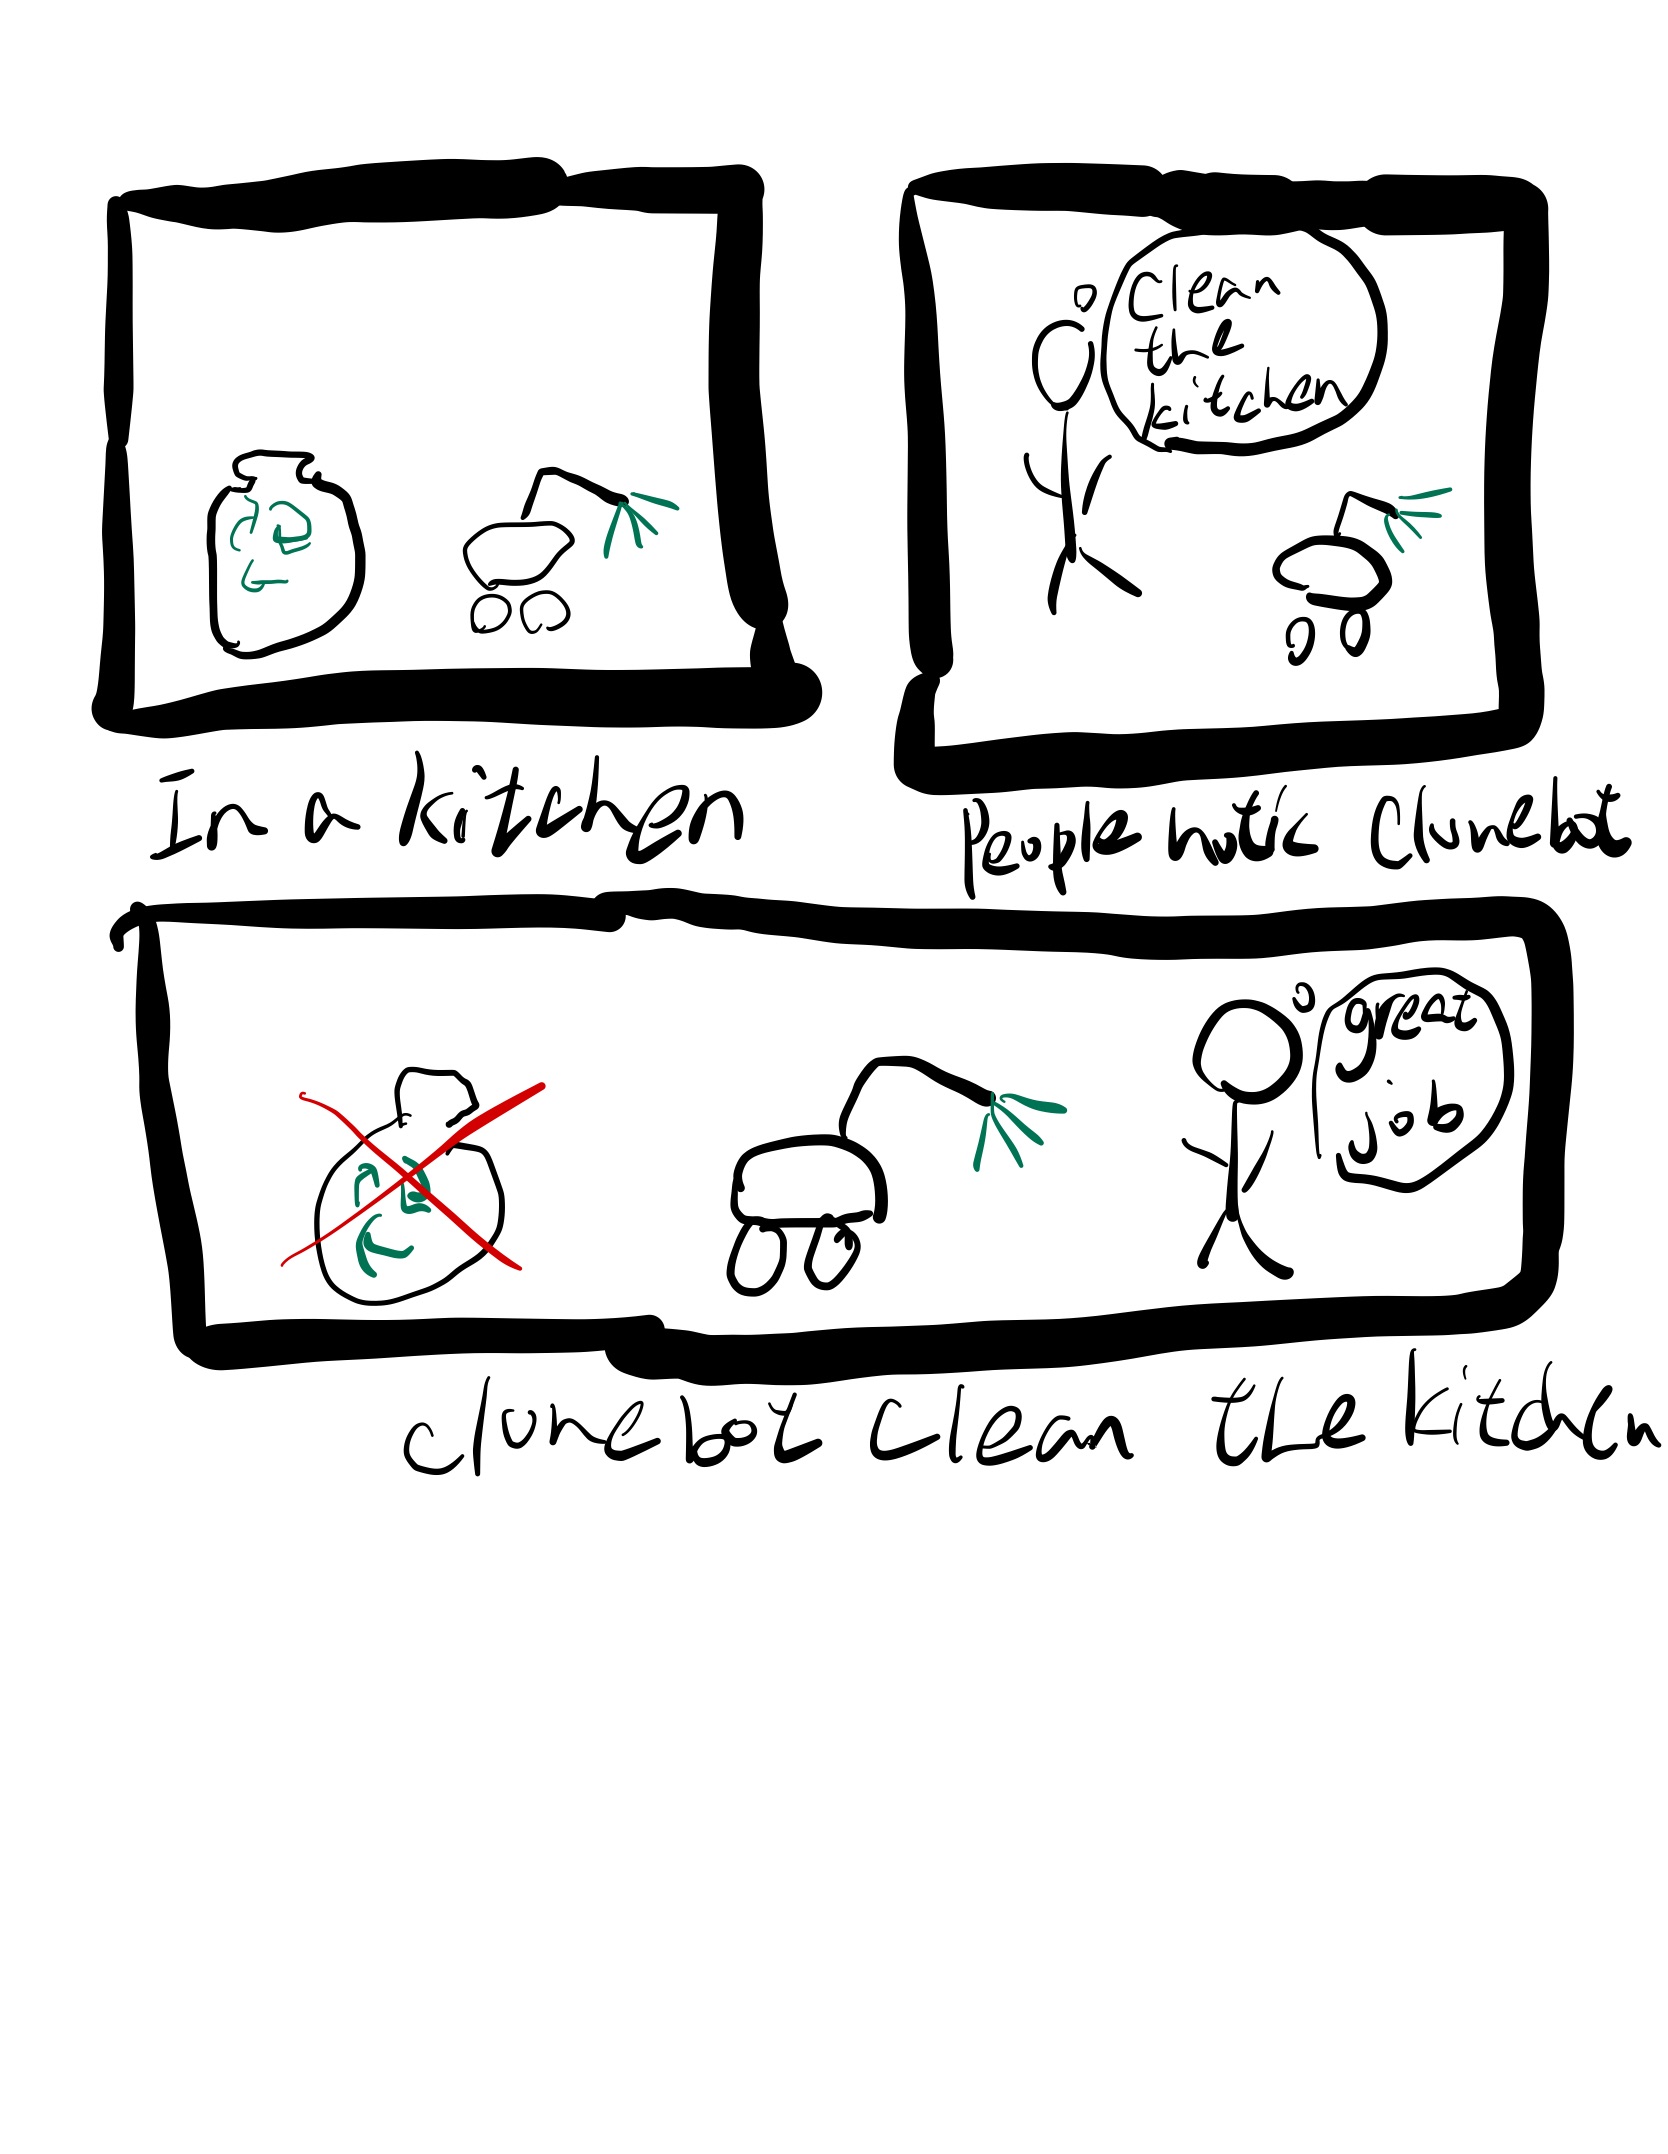 Clean
the
kitchen
In a kitchen
People notic Clunebot
great
job
clunebot clean the kitchen